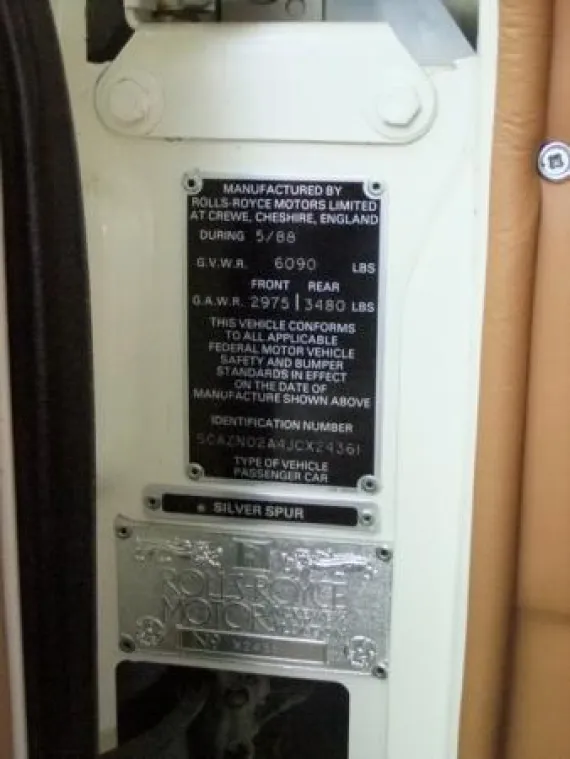 MANUFACTURED BY
ROLLS-ROYCE MOTORS LIMITED
AT CREWE, CHESHIRE, ENGLAND
DURING 5/88
G.V.W.R. 6090 LBS
FRONT REAR
G.A.W.R. 2975 | 3480 LBS
THIS VEHICLE CONFORMS
TO ALL APPLICABLE
FEDERAL MOTOR VEHICLE
SAFETY AND BUMPER
STANDARDS IN EFFECT
ON THE DATE OF
MANUFACTURE SHOWN ABOVE
IDENTIFICATION NUMBER
SCAZN02A4JCX24361
TYPE OF VEHICLE
PASSENGER CAR
SILVER SPUR
ROLLS-ROYCE
No